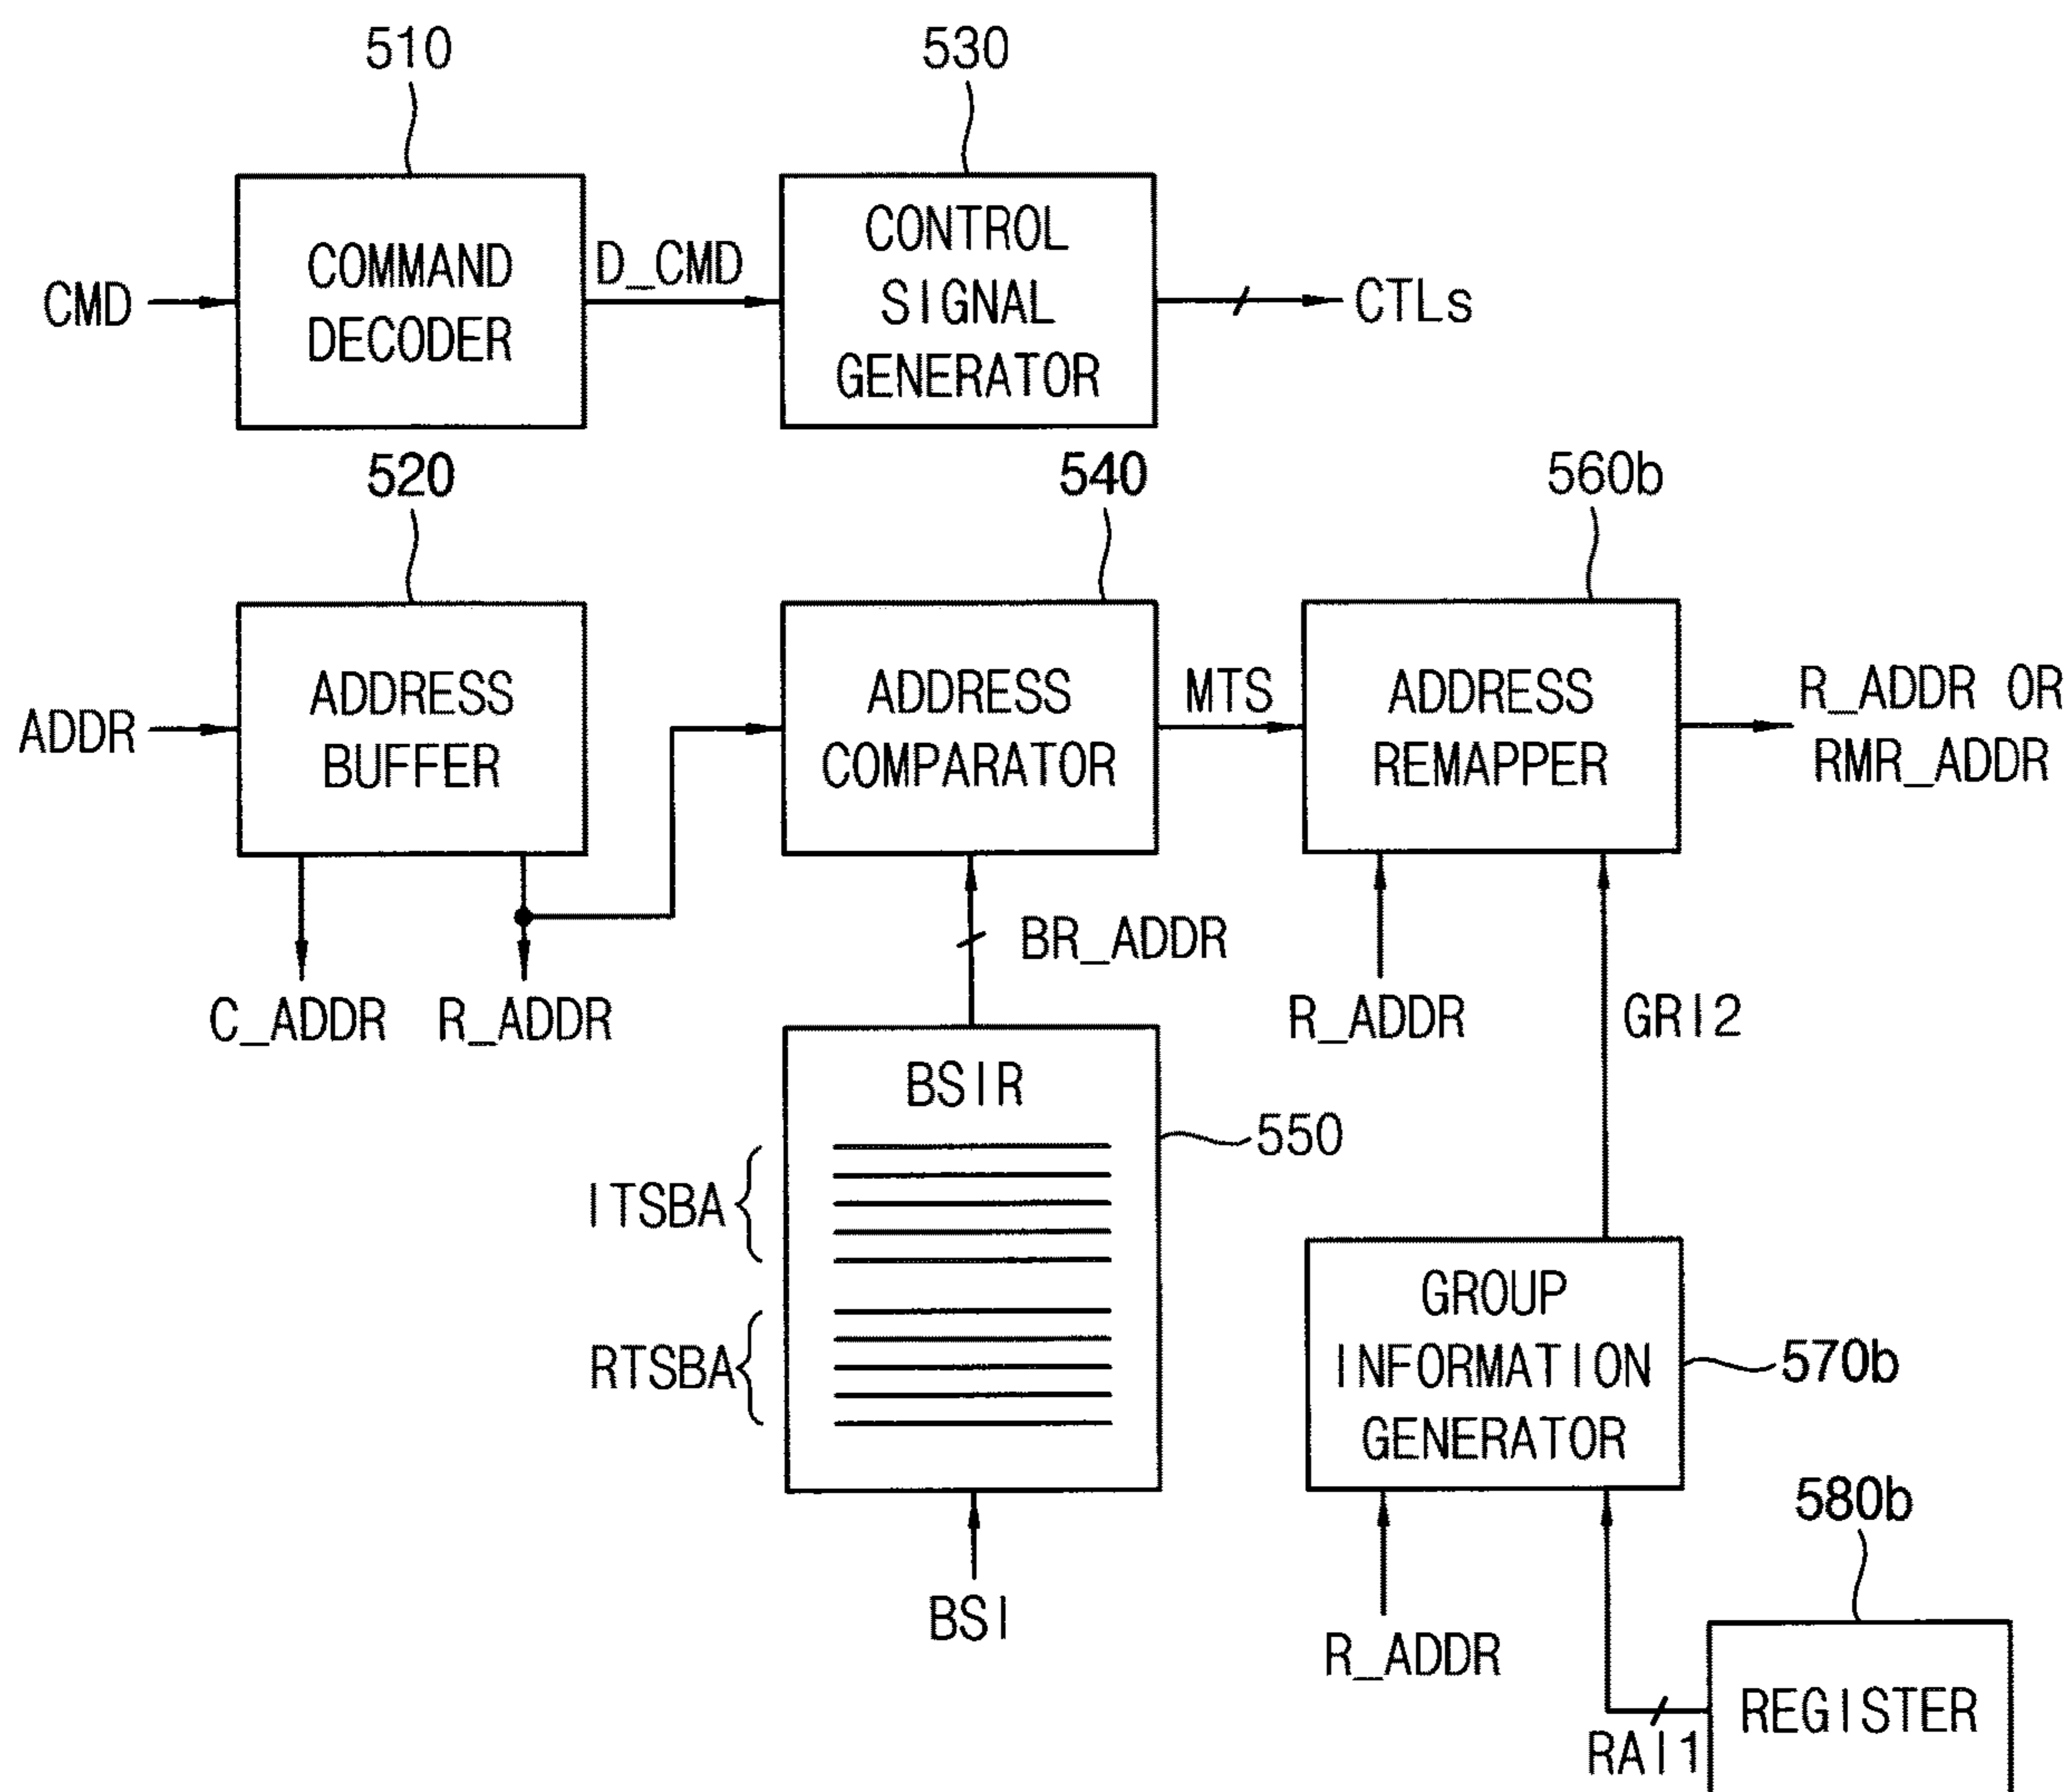 510
530
COMMAND
DECODER
CONTROL
SIGNAL
GENERATOR
CMD
D_CMD
CTLs
520
540
560b
ADDR
ADDRESS
BUFFER
ADDRESS
COMPARATOR
MTS
ADDRESS
REMAPPER
R_ADDR OR
RMR_ADDR
C_ADDR
R_ADDR
BR_ADDR
R_ADDR
GRI2
BSIR
550
ITSBA
RTSBA
GROUP
INFORMATION
GENERATOR
570b
BSI
R_ADDR
580b
RAI1
REGISTER